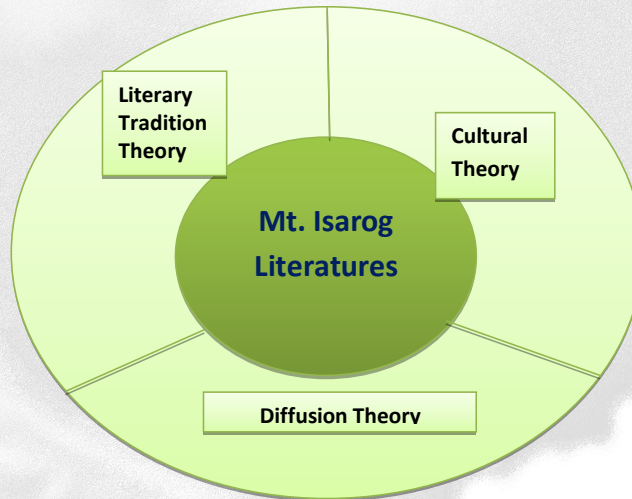 Literary
Tradition
Theory
Cultural
Theory
Mt. Isarog
Literatures
Diffusion Theory